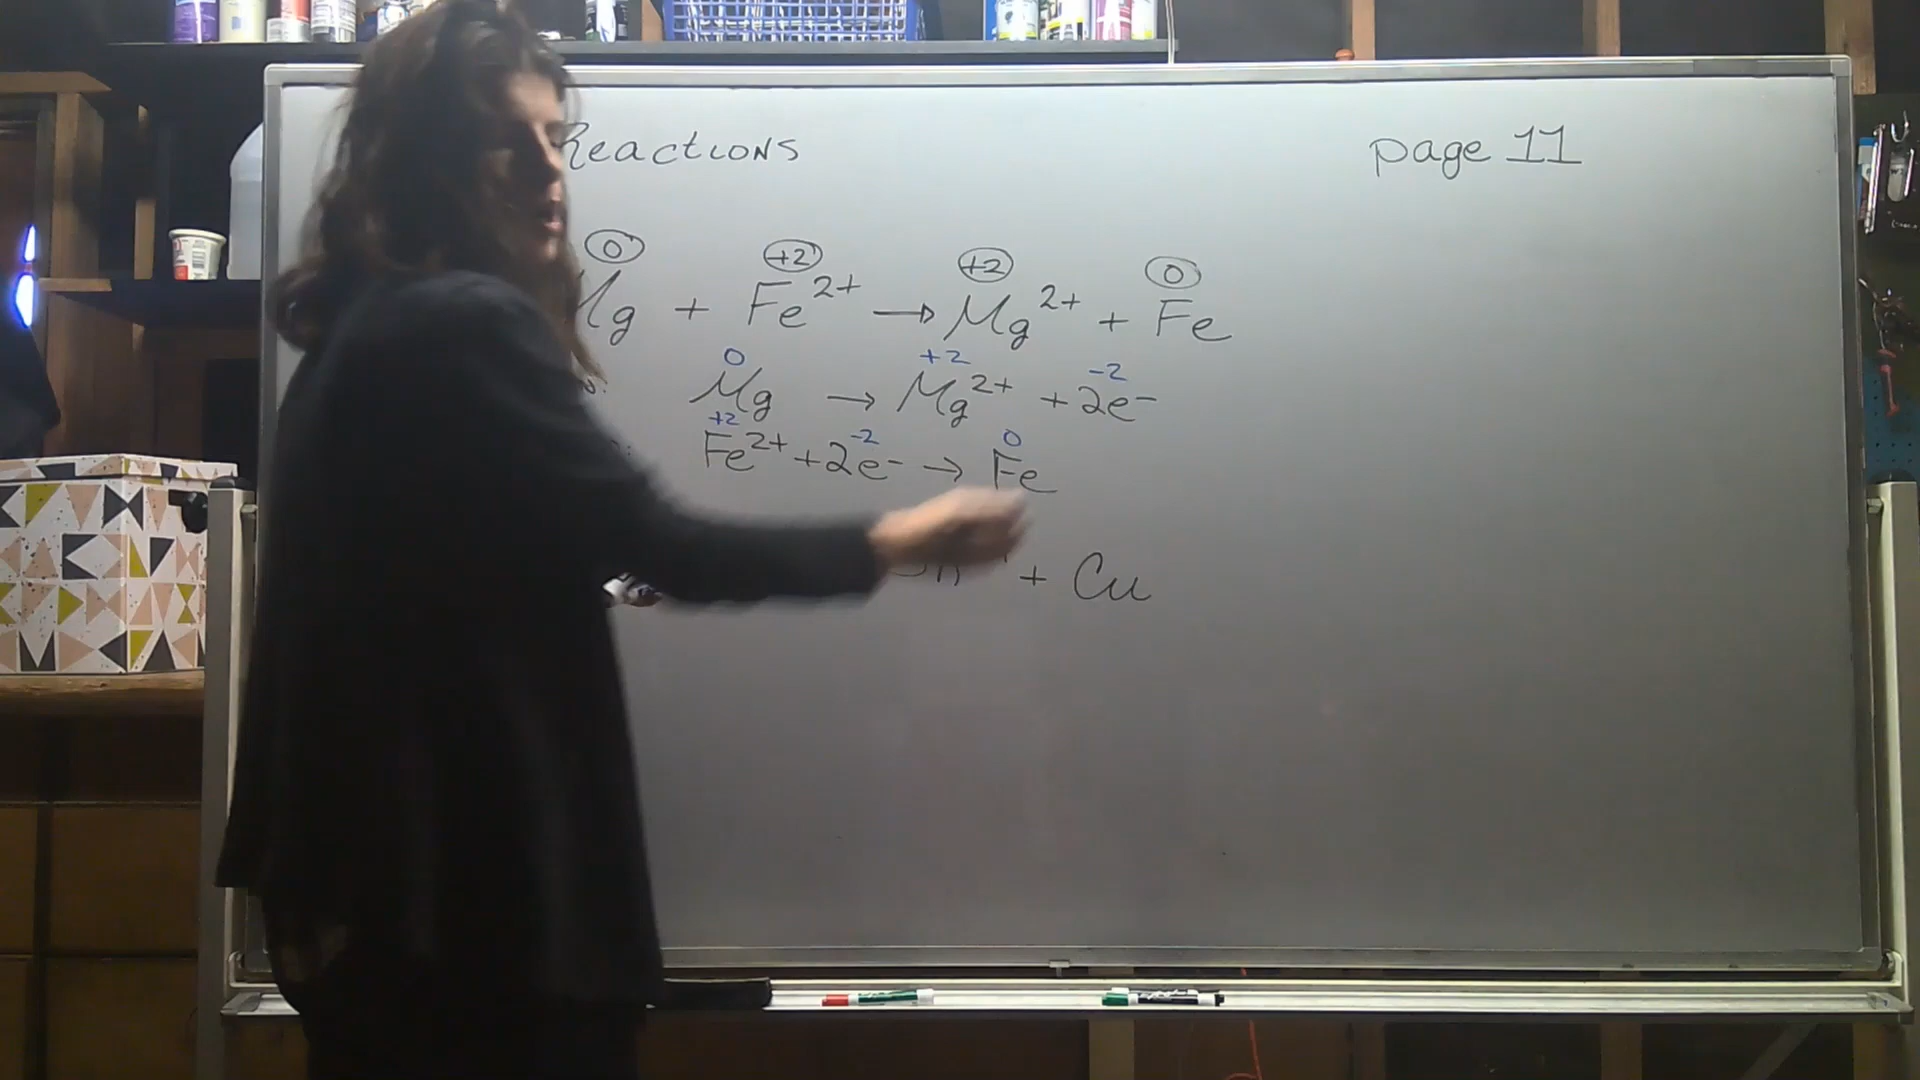 Reactions page 11
0 +2 +2 0
Mg + Fe2+ → Mg2+ + Fe
0 +2 -2
Mg → Mg2+ + 2e-
+2 -2 0
Fe2+ + 2e- → Fe
+ Cu